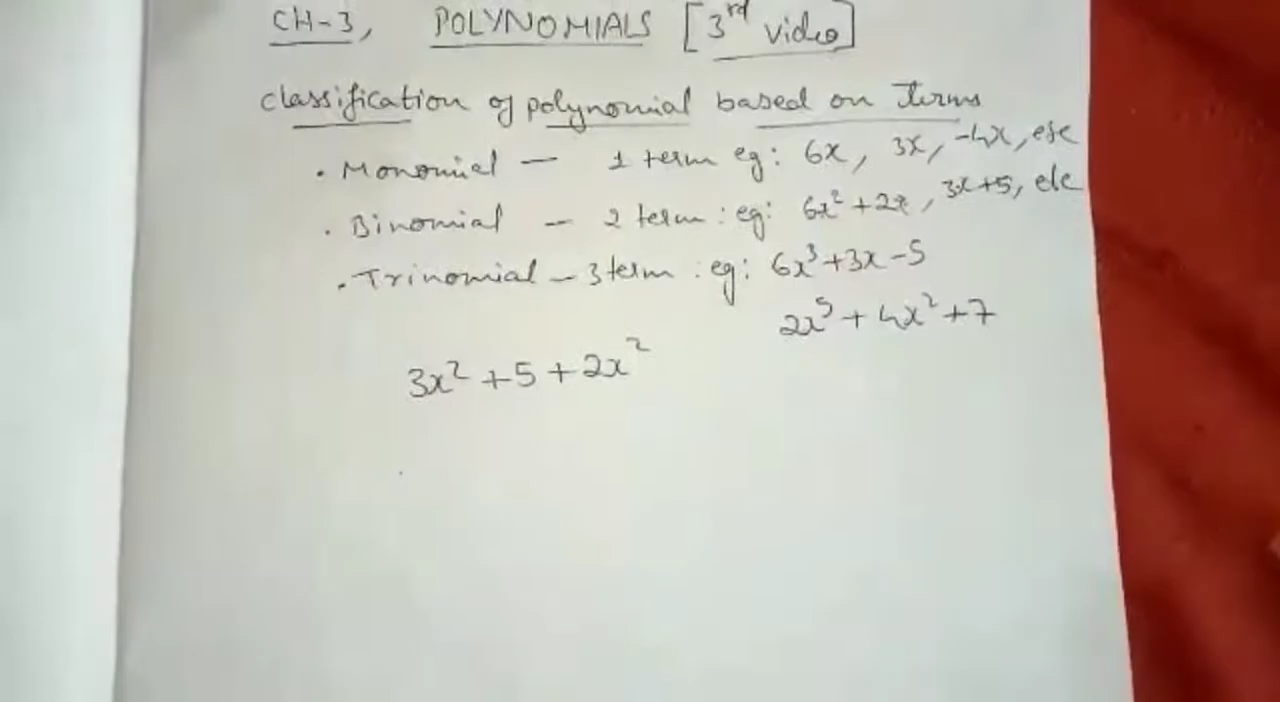 CH-3, POLYNOMIALS [3rd video]
classification of polynomial based on Terms
. Monomial — 1 term eg: 6x, 3x, -4x, etc
. Binomial — 2 term : eg: 6x² + 2x, 3x+5, etc
. Trinomial — 3 term : eg: 6x³ + 3x - 5
2x⁵ + 4x² + 7
3x² + 5 + 2x²